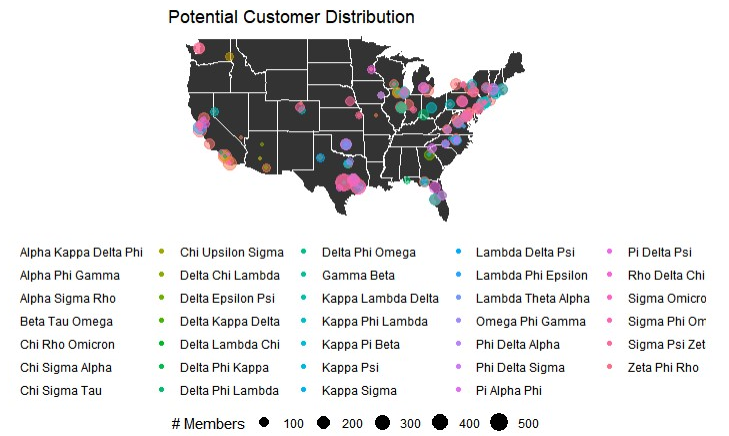 Potential Customer Distribution
Alpha Kappa Delta Phi Chi Upsilon Sigma Delta Phi Omega Lambda Delta Psi Pi Delta Psi
Alpha Phi Gamma Delta Chi Lambda Gamma Beta Lambda Phi Epsilon Rho Delta Chi
Alpha Sigma Rho Delta Epsilon Psi Kappa Lambda Delta Lambda Theta Alpha Sigma Omicro
Beta Tau Omega Delta Kappa Delta Kappa Phi Lambda Omega Phi Gamma Sigma Phi Om
Chi Rho Omicron Delta Lambda Chi Kappa Pi Beta Phi Delta Alpha Sigma Psi Zet
Chi Sigma Alpha Delta Phi Kappa Kappa Psi Phi Delta Sigma Zeta Phi Rho
Chi Sigma Tau Delta Phi Lambda Kappa Sigma Pi Alpha Phi
# Members 100 200 300 400 500